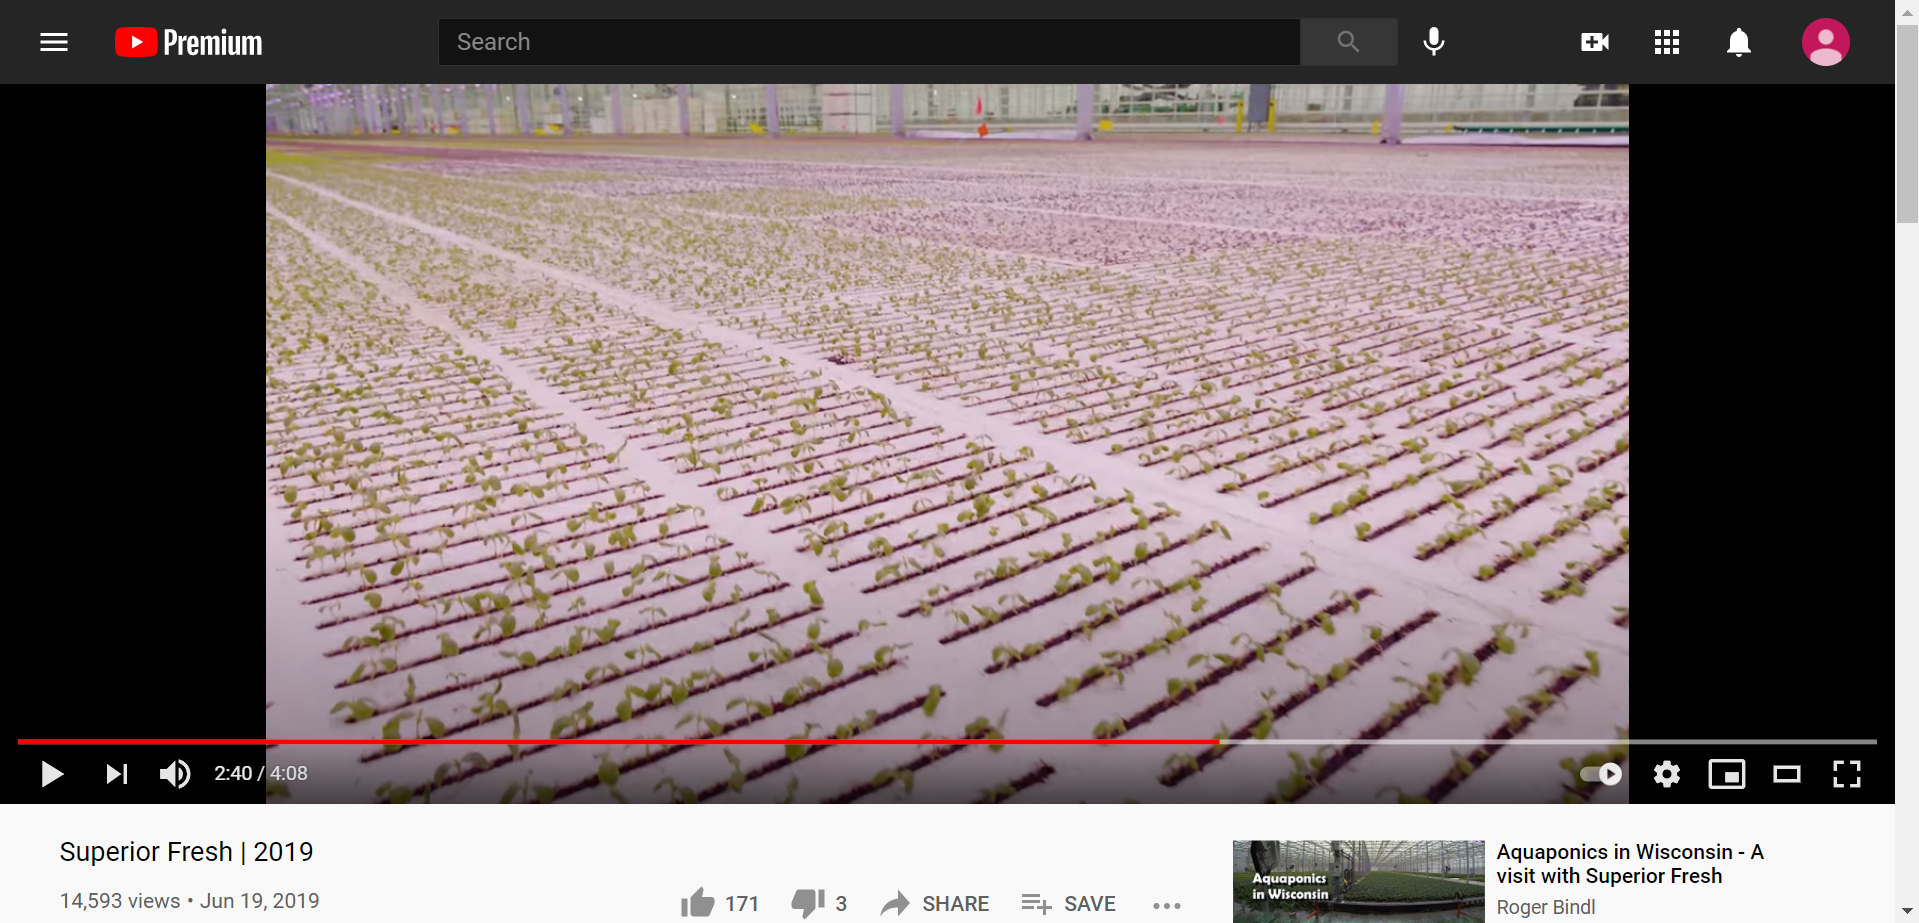 Premium
Search
2:40 / 4:08
Superior Fresh | 2019
14,593 views • Jun 19, 2019
171
3
SHARE
SAVE
Aquaponics
in Wisconsin
Aquaponics in Wisconsin - A
visit with Superior Fresh
Roger Bindl